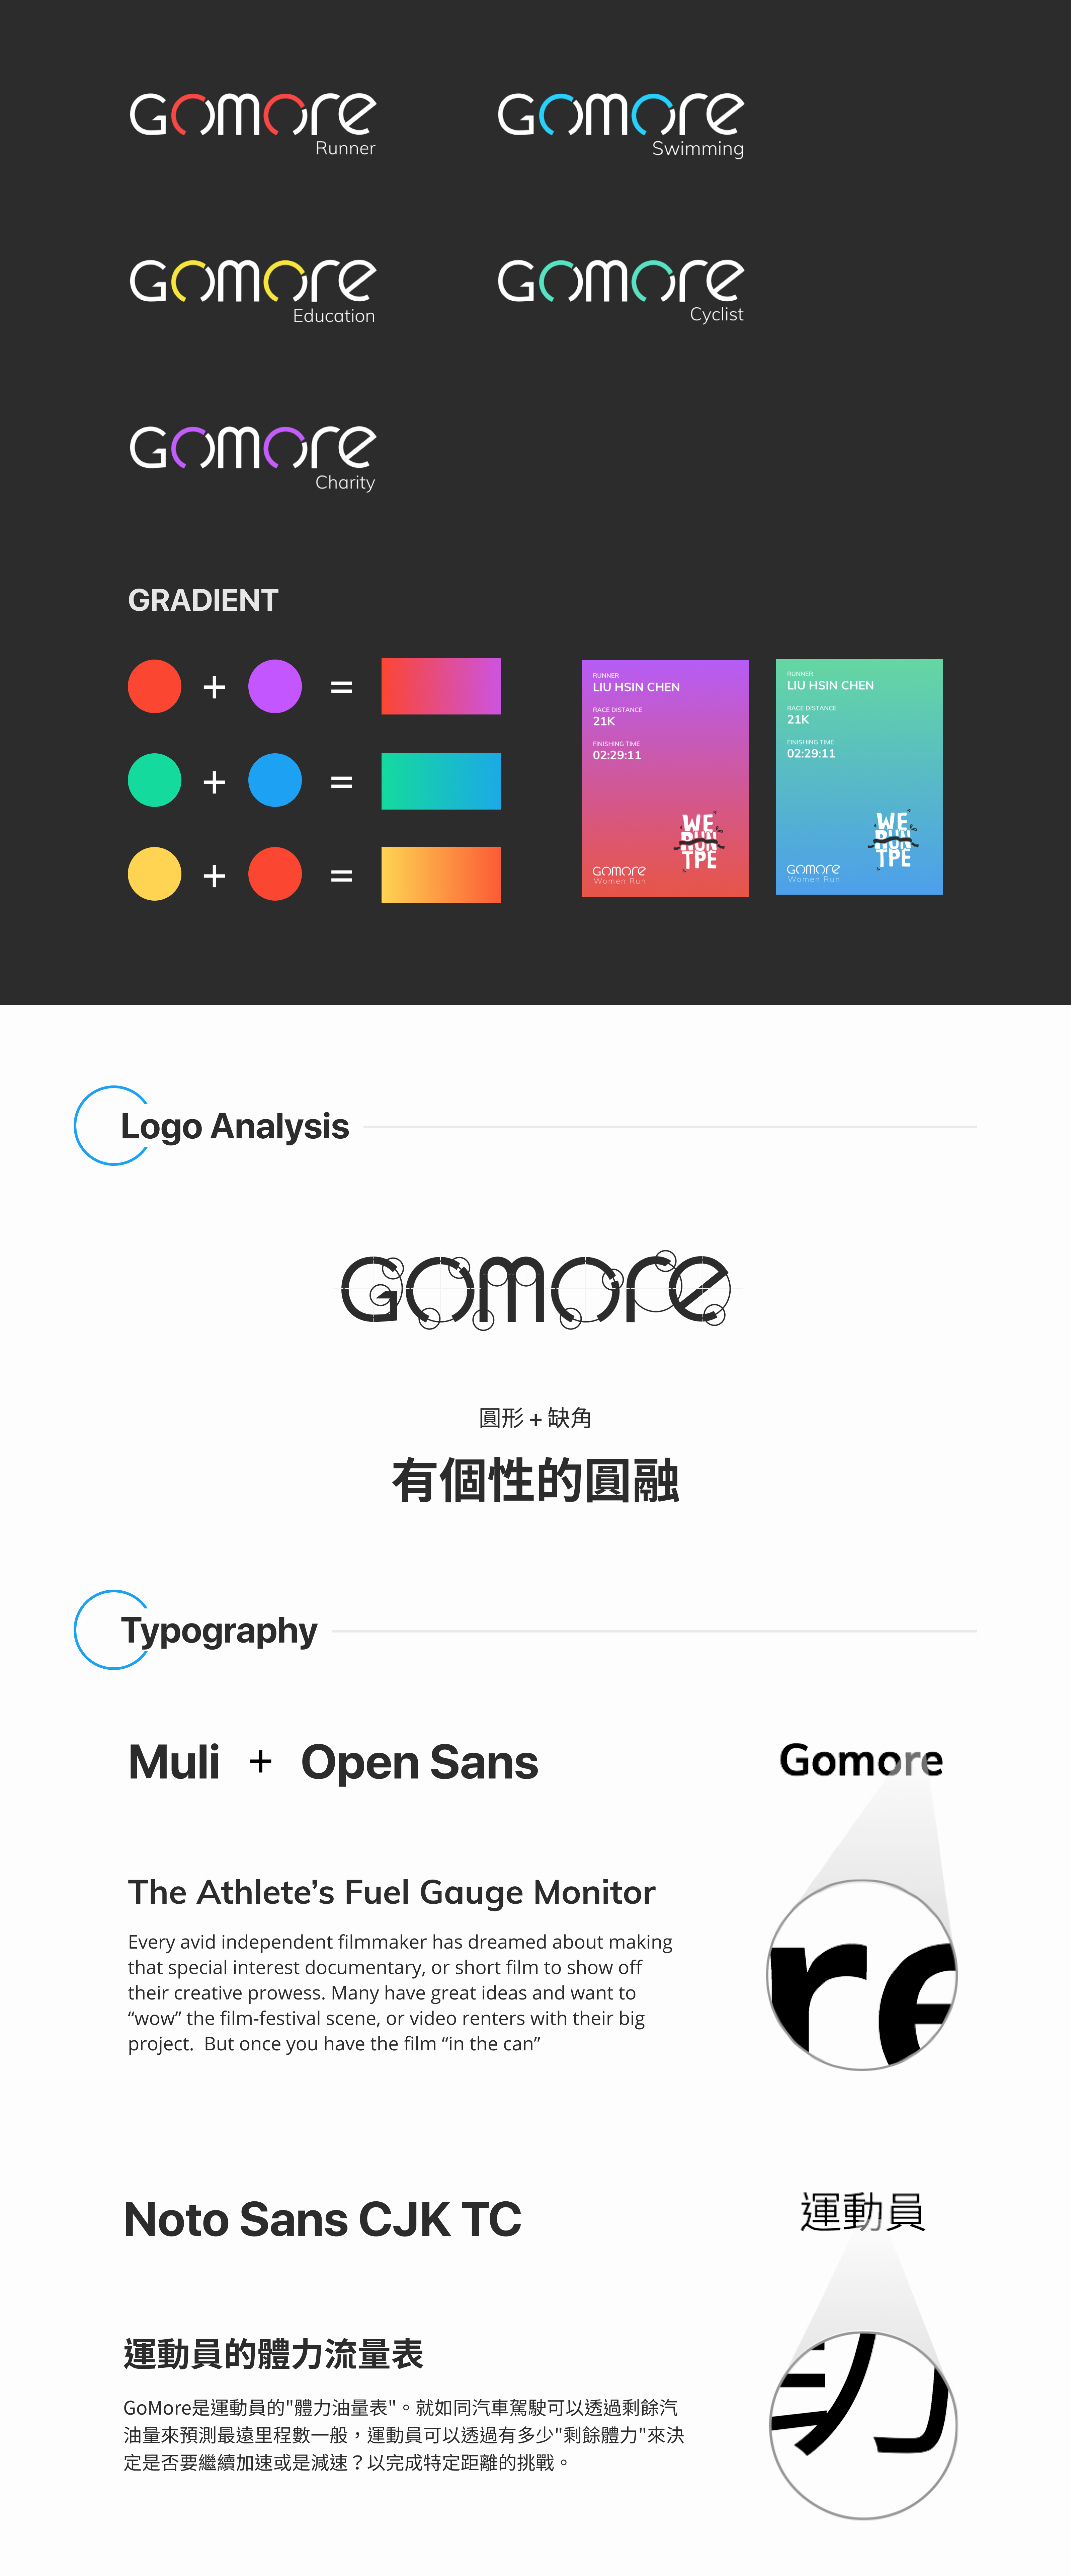 GOMORE
Runner
GOMORE
Swimming
GOMORE
Education
GOMORE
Cyclist
GOMORE
Charity
GRADIENT
+ =
+ =
+ =
RUNNER
LIU HSIN CHEN
RACE DISTANCE
21K
FINISHING TIME
02:29:11
WE
RUN
TPE
GOMORE
Women Run
RUNNER
LIU HSIN CHEN
RACE DISTANCE
21K
FINISHING TIME
02:29:11
WE
RUN
TPE
GOMORE
Women Run
Logo Analysis
GOMORE
圓形 + 缺角
有個性的圓融
Typography
Muli + Open Sans
Gomore
The Athlete’s Fuel Gauge Monitor
Every avid independent filmmaker has dreamed about making
that special interest documentary, or short film to show off
their creative prowess. Many have great ideas and want to
“wow” the film-festival scene, or video renters with their big
project.  But once you have the film “in the can”
re
Noto Sans CJK TC
運動員
運動員的體力流量表
GoMore是運動員的"體力油量表"。就如同汽車駕駛可以透過剩餘汽
油量來預測最遠里程數一般，運動員可以透過有多少"剩餘體力"來決
定是否要繼續加速或是減速？以完成特定距離的挑戰。